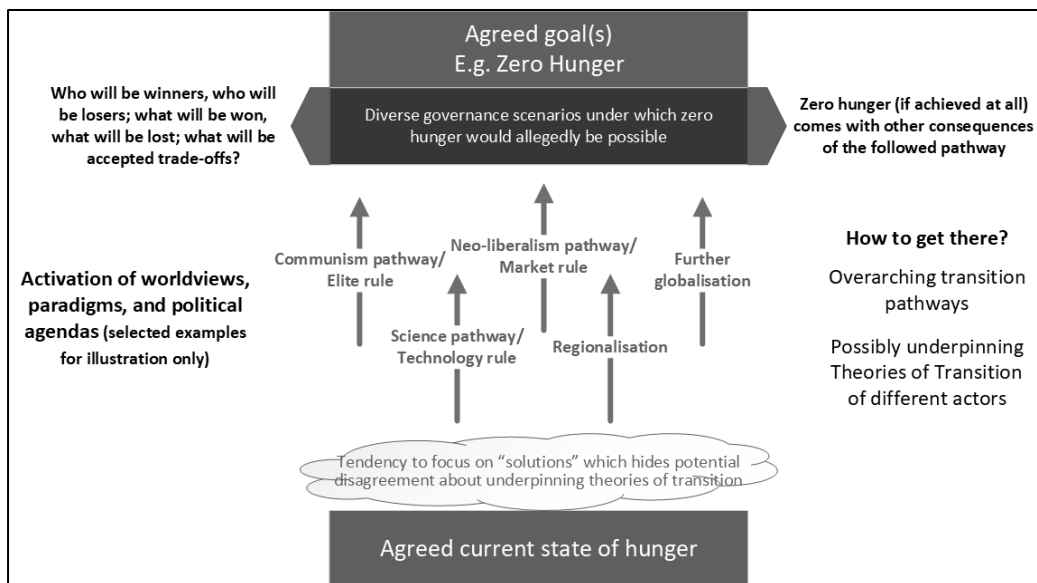 Agreed goal(s)
E.g. Zero Hunger
Who will be winners, who will
be losers; what will be won,
what will be lost; what will be
accepted trade-offs?
Diverse governance scenarios under which zero
hunger would allegedly be possible
Zero hunger (if achieved at all)
comes with other consequences
of the followed pathway
Activation of worldviews,
paradigms, and political
agendas (selected examples
for illustration only)
Communism pathway/
Elite rule
Science pathway/
Technology rule
Neo-liberalism pathway/
Market rule
Regionalisation
Further
globalisation
How to get there?
Overarching transition
pathways
Possibly underpinning
Theories of Transition
of different actors
Tendency to focus on “solutions” which hides potential
disagreement about underpinning theories of transition
Agreed current state of hunger